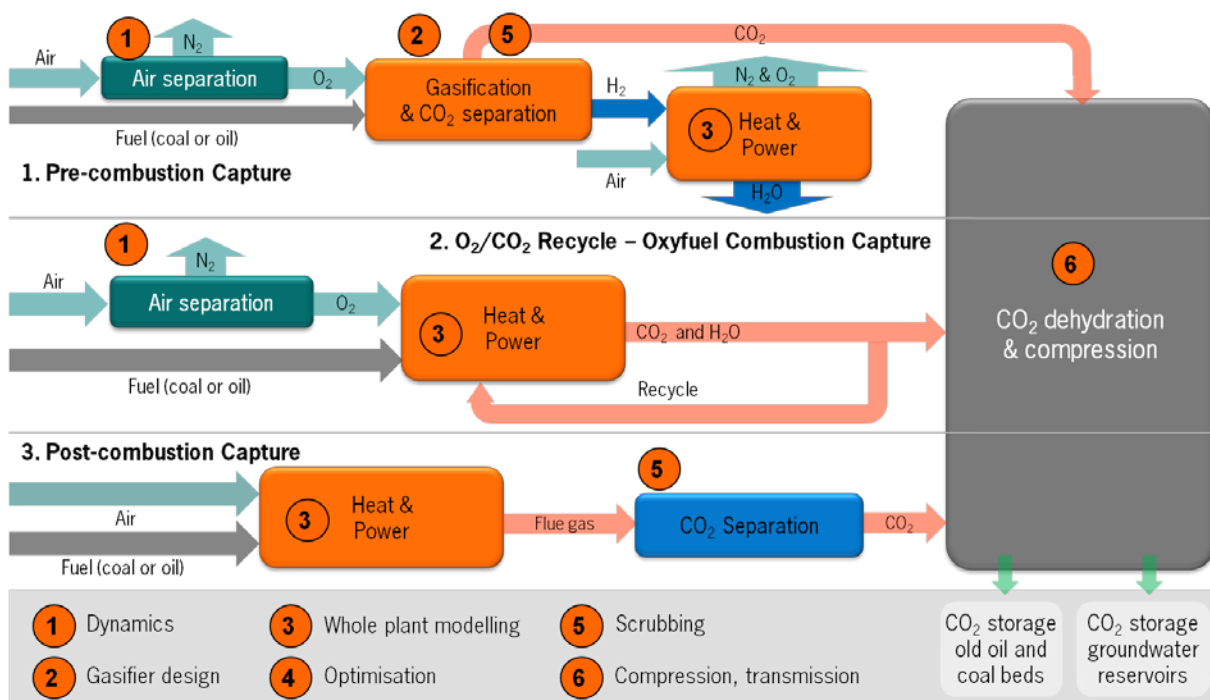 1
N₂
2
5
CO₂
Air
Air separation
O₂
Gasification
& CO₂ separation
H₂
N₂ & O₂
3
Heat &
Power
Fuel (coal or oil)
Air
H₂O
1. Pre-combustion Capture
1
N₂
2. O₂/CO₂ Recycle – Oxyfuel Combustion Capture
Air
Air separation
O₂
3
Heat &
Power
CO₂ and H₂O
Fuel (coal or oil)
Recycle
6
CO₂ dehydration
& compression
3. Post-combustion Capture
Air
Fuel (coal or oil)
3
Heat &
Power
Flue gas
5
CO₂ Separation
CO₂
1 Dynamics
3 Whole plant modelling
5 Scrubbing
2 Gasifier design
4 Optimisation
6 Compression, transmission
CO₂ storage
old oil and
coal beds
CO₂ storage
groundwater
reservoirs